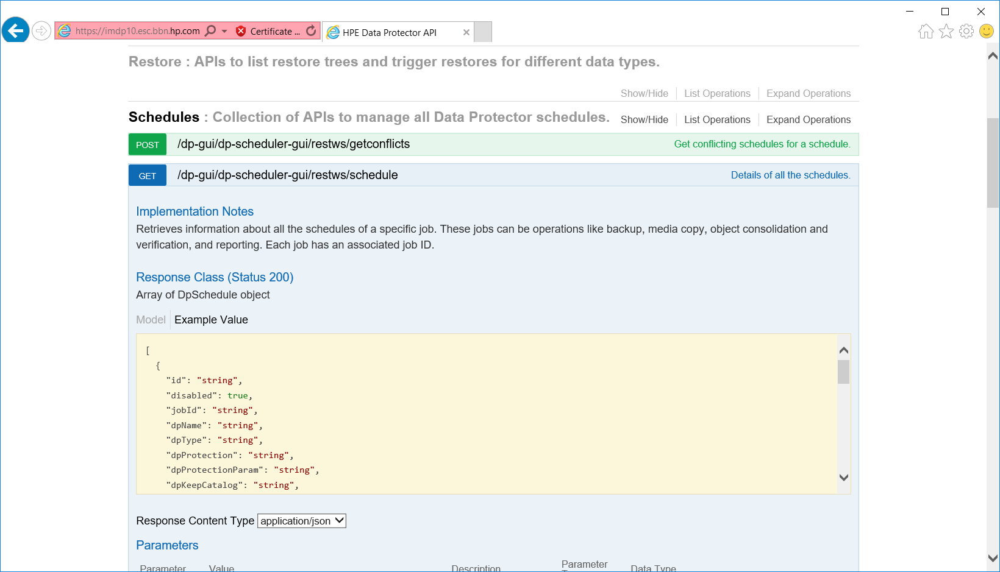 https://imdp10.esc.bbn.hp.com
Certificate ...
HPE Data Protector API
Restore : APIs to list restore trees and trigger restores for different data types.
Show/Hide List Operations Expand Operations
Schedules : Collection of APIs to manage all Data Protector schedules. Show/Hide List Operations Expand Operations
POST /dp-gui/dp-scheduler-gui/restws/getconflicts Get conflicting schedules for a schedule.
GET /dp-gui/dp-scheduler-gui/restws/schedule Details of all the schedules.
Implementation Notes
Retrieves information about all the schedules of a specific job. These jobs can be operations like backup, media copy, object consolidation and
verification, and reporting. Each job has an associated job ID.
Response Class (Status 200)
Array of DpSchedule object
Model Example Value
[
{
"id": "string",
"disabled": true,
"jobId": "string",
"dpName": "string",
"dpType": "string",
"dpProtection": "string",
"dpProtectionParam": "string",
"dpKeepCatalog": "string",
Response Content Type application/json
Parameters
Parameter Value Description Parameter Data Type